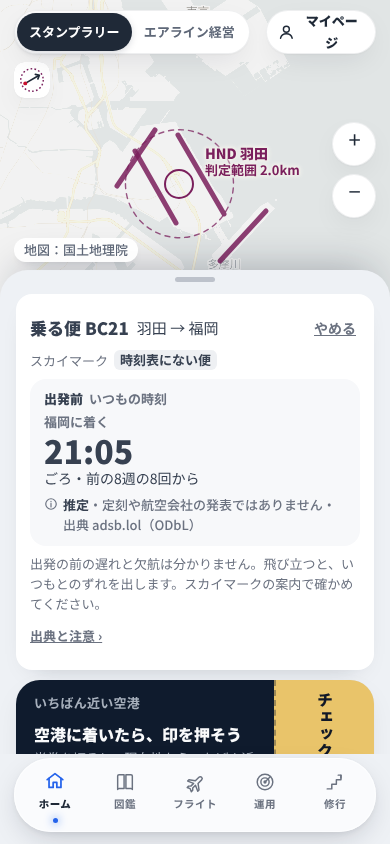 スタンプラリー
エアライン経営
マイペー
ジ
HND 羽田
判定範囲 2.0km
＋
−
地図：国土地理院
多摩川
乗る便 BC21 羽田 → 福岡
やめる
スカイマーク 時刻表にない便
出発前 いつもの時刻
福岡に着く
21:05
ごろ・前の8週の8回から
推定・定刻や航空会社の発表ではありません・
出典 adsb.lol（ODbL）
出発の前の遅れと欠航は分かりません。飛び立つと、い
つもとのずれを出します。スカイマークの案内で確かめ
てください。
出典と注意 ›
いちばん近い空港
空港に着いたら、印を押そう
チェック
ホーム
図鑑
フライト
運用
修行